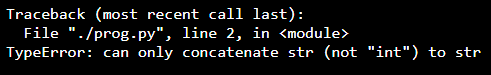 Traceback (most recent call last):
  File "./prog.py", line 2, in <module>
TypeError: can only concatenate str (not "int") to str